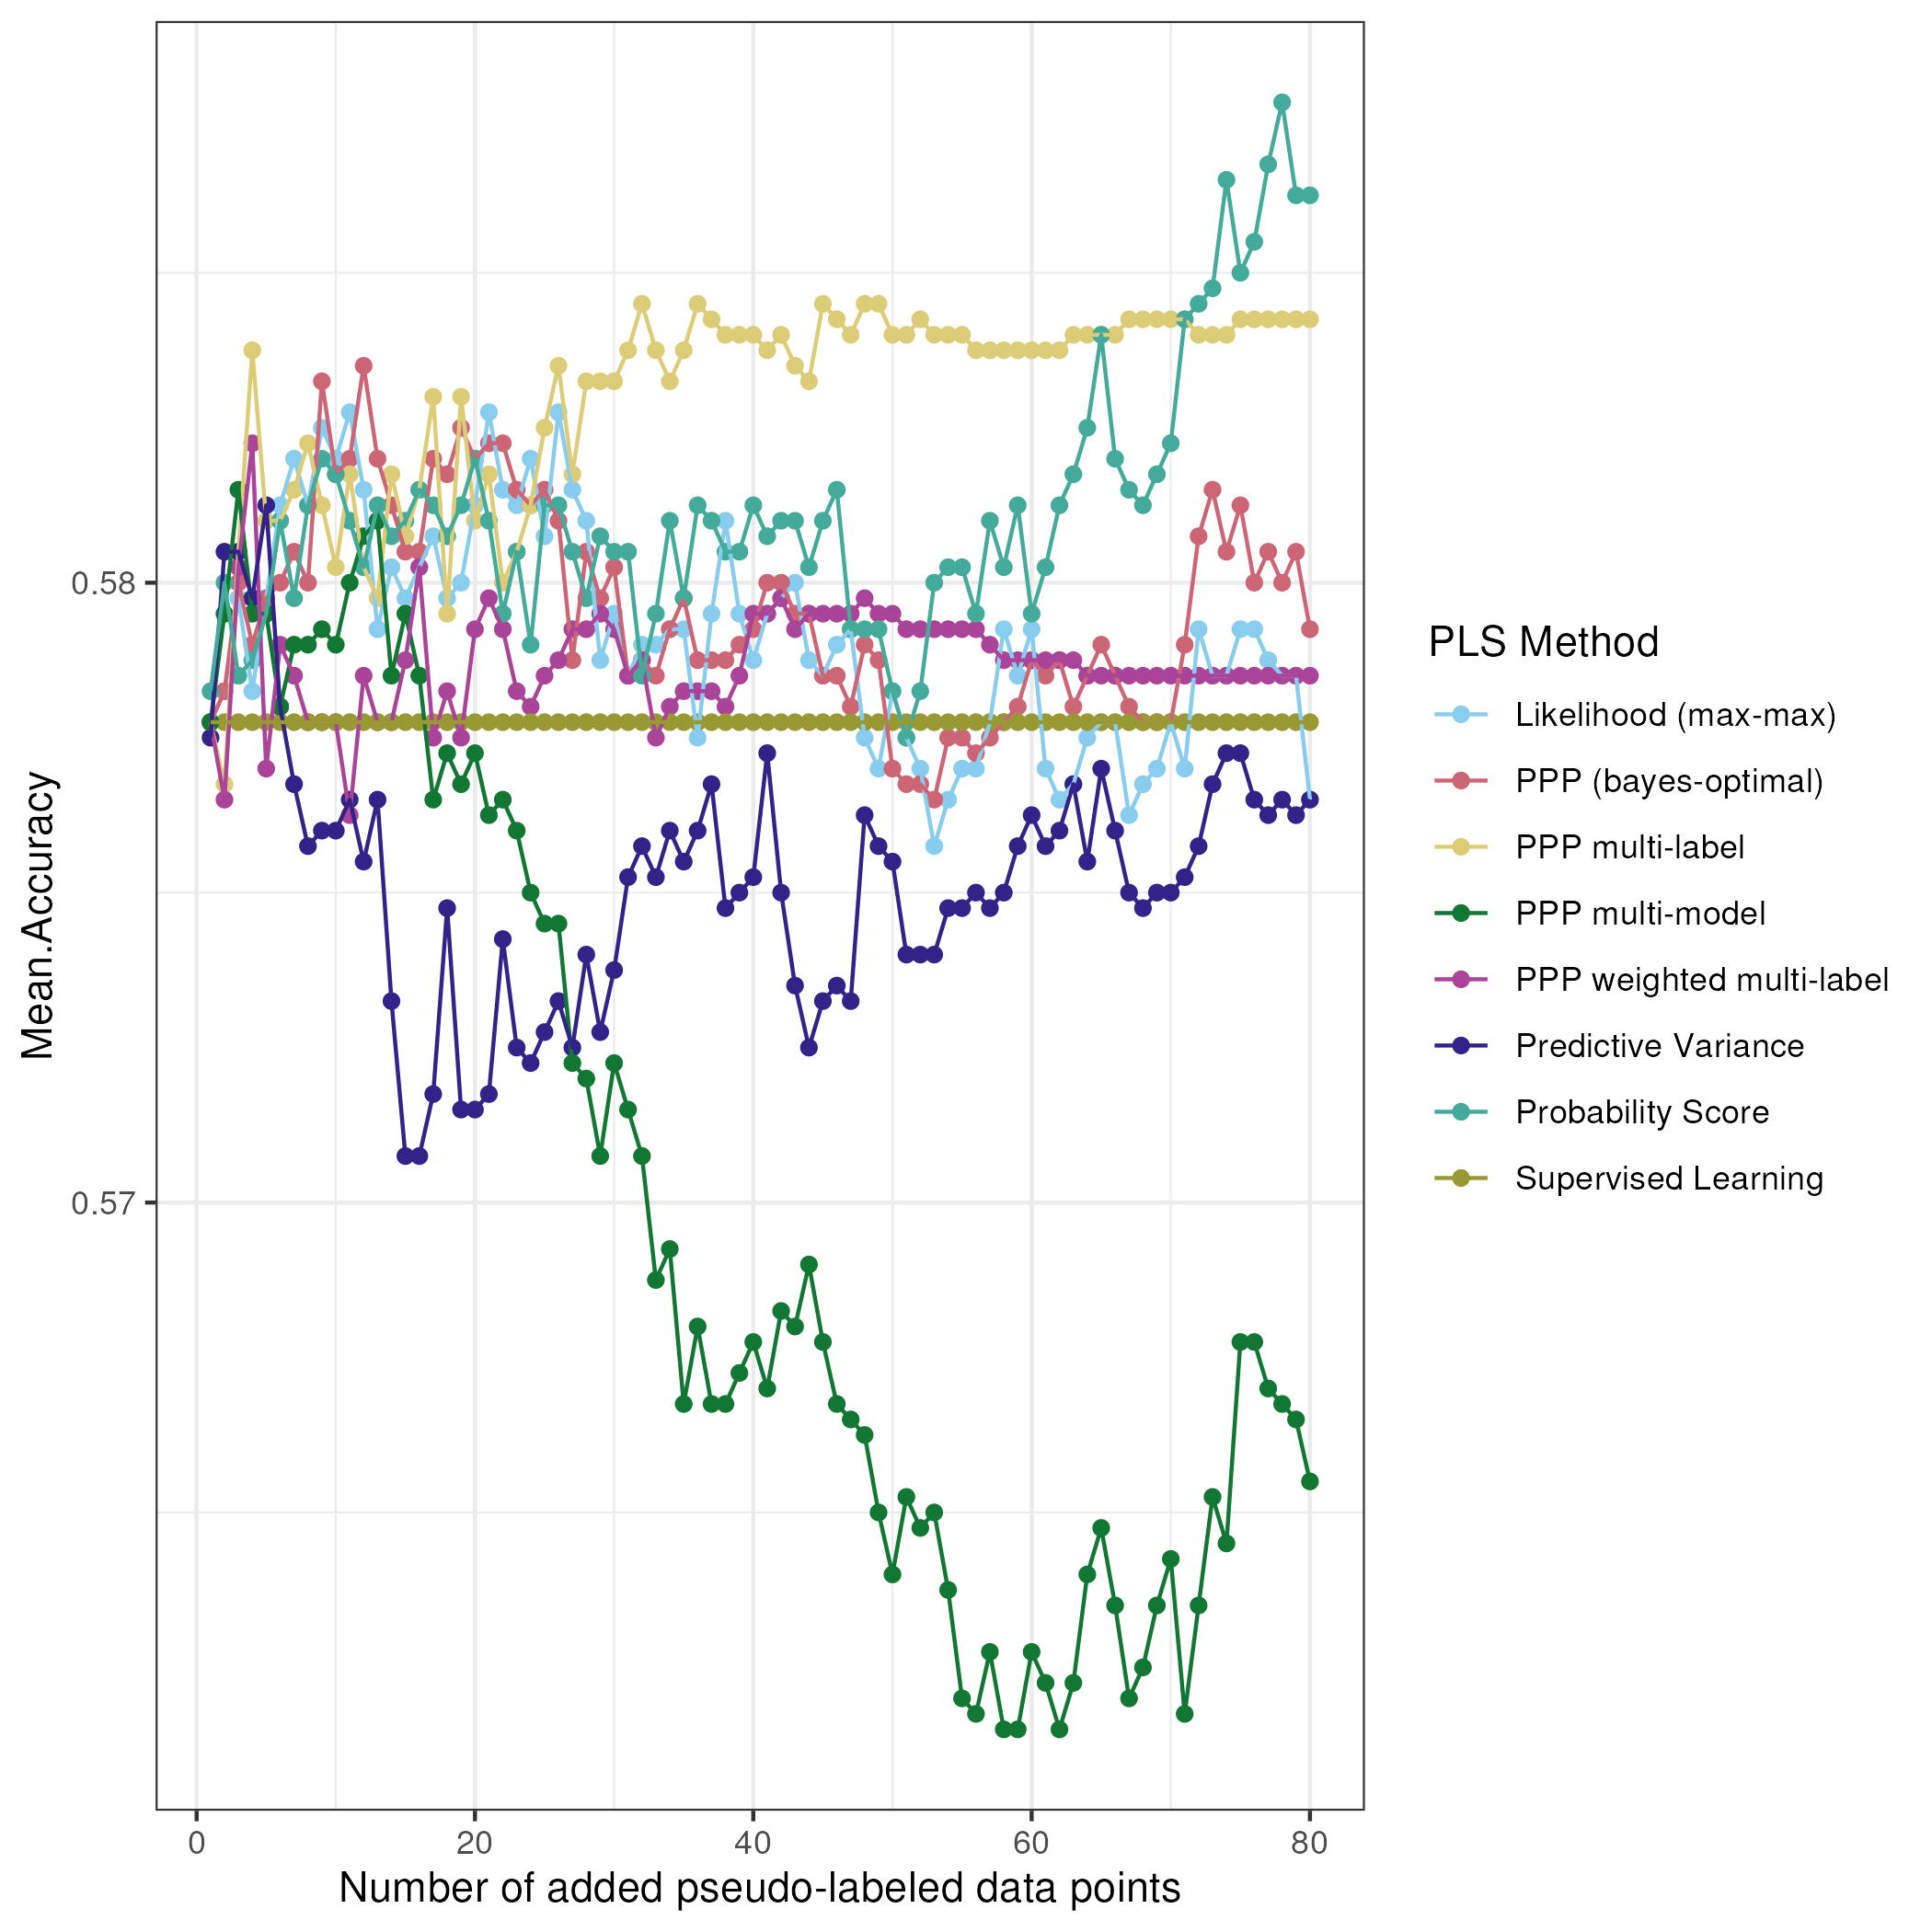 0.58
0.57
Mean.Accuracy
0
20
40
60
80
Number of added pseudo-labeled data points
PLS Method
Likelihood (max-max)
PPP (bayes-optimal)
PPP multi-label
PPP multi-model
PPP weighted multi-label
Predictive Variance
Probability Score
Supervised Learning